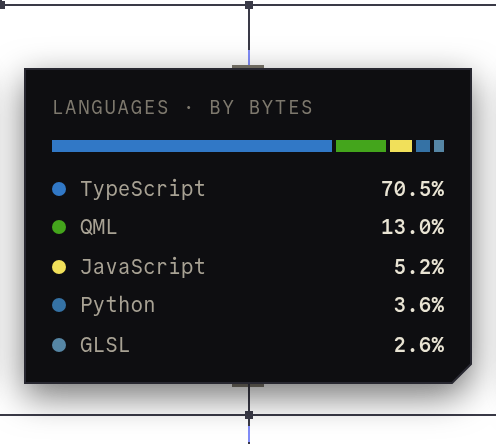 LANGUAGES · BY BYTES
TypeScript 70.5%
QML 13.0%
JavaScript 5.2%
Python 3.6%
GLSL 2.6%